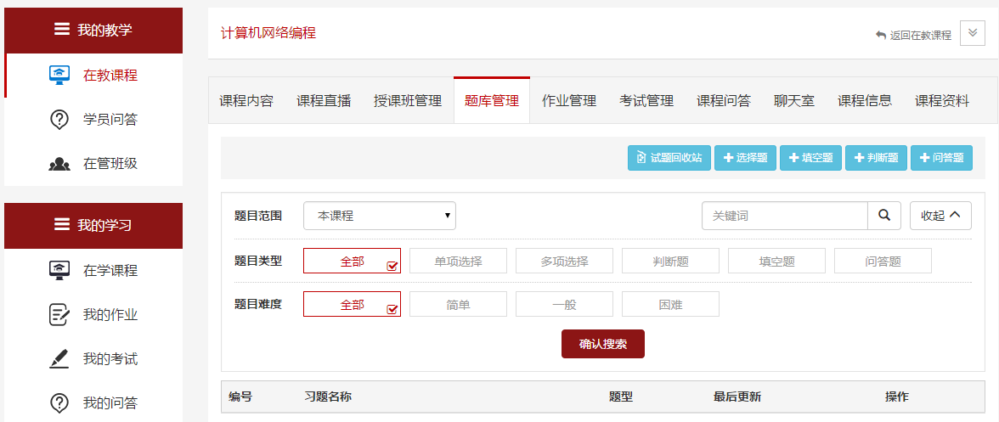 我的教学
在教课程
学员问答
在管班级
我的学习
在学课程
我的作业
我的考试
我的问答
计算机网络编程
返回在教课程
课程内容 课程直播 授课班管理 题库管理 作业管理 考试管理 课程问答 聊天室 课程信息 课程资料
试题回收站 选择题 填空题 判断题 问答题
题目范围 本课程 关键词 收起
题目类型 全部 单项选择 多项选择 判断题 填空题 问答题
题目难度 全部 简单 一般 困难
确认搜索
编号 习题名称 题型 最后更新 操作